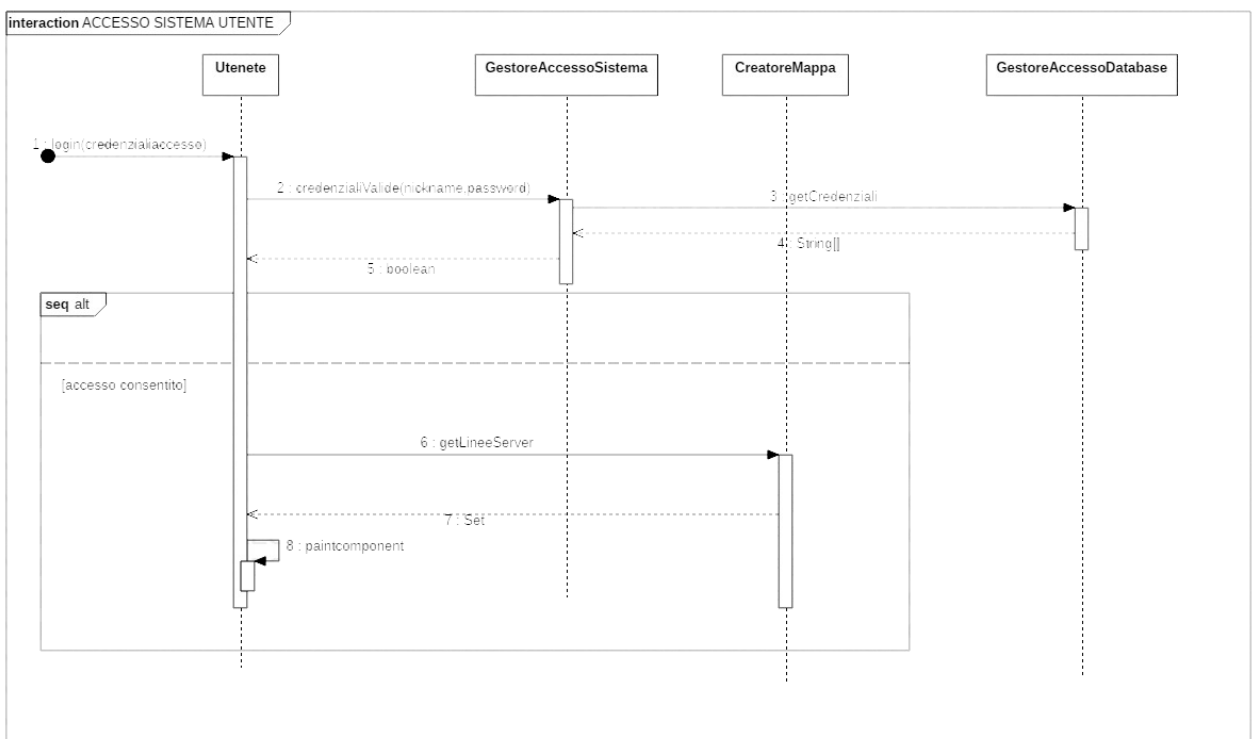 interaction ACCESSO SISTEMA UTENTE
Utenete
GestoreAccessoSistema
CreatoreMappa
GestoreAccessoDatabase
1 : login(credenzialiaccesso)
2 : credenzialiValide(nickname,password)
3 : getCredenziali
4 : String[]
5 : boolean
seq alt
[accesso consentito]
6 : getLineeServer
7 : Set
8 : paintcomponent